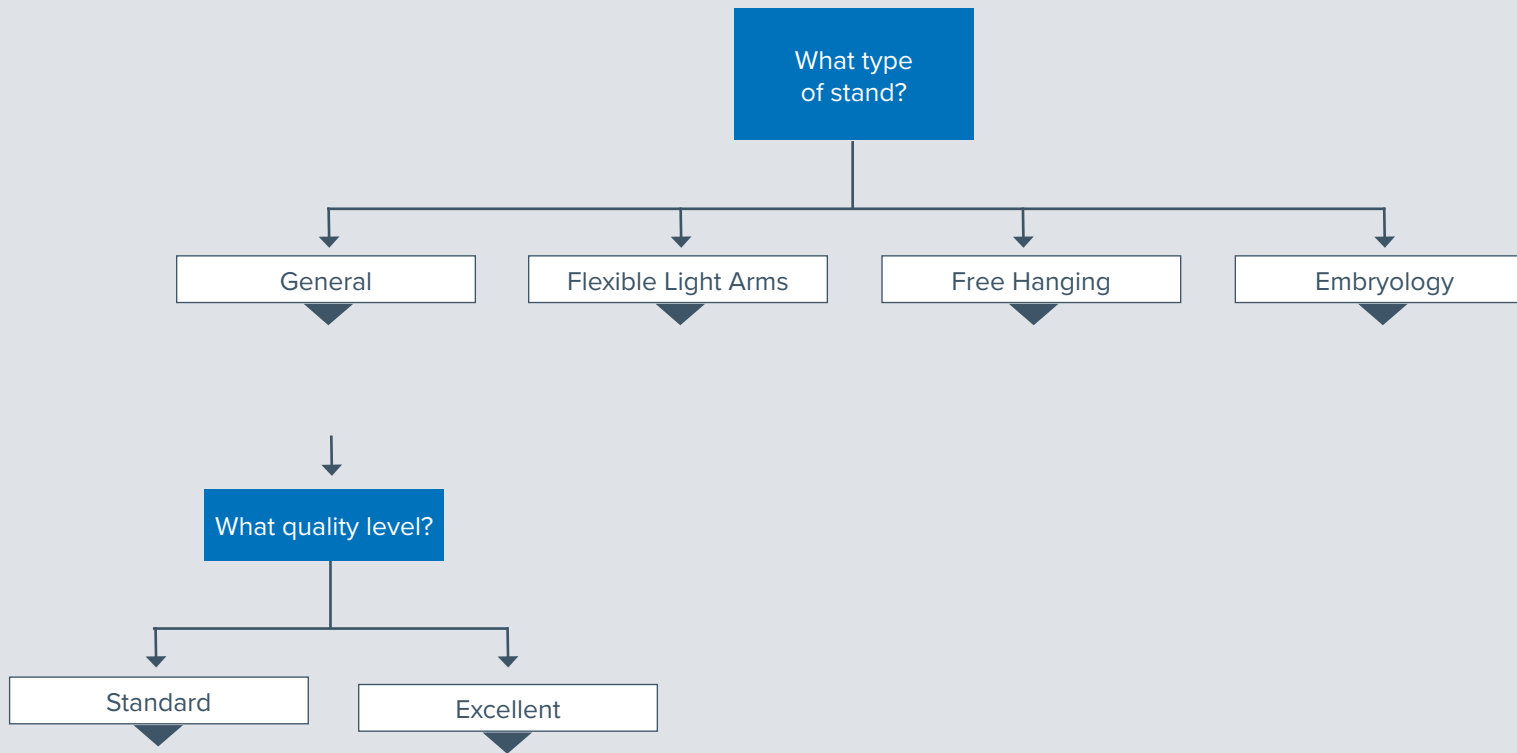 What type
of stand?
General
Flexible Light Arms
Free Hanging
Embryology
What quality level?
Standard
Excellent